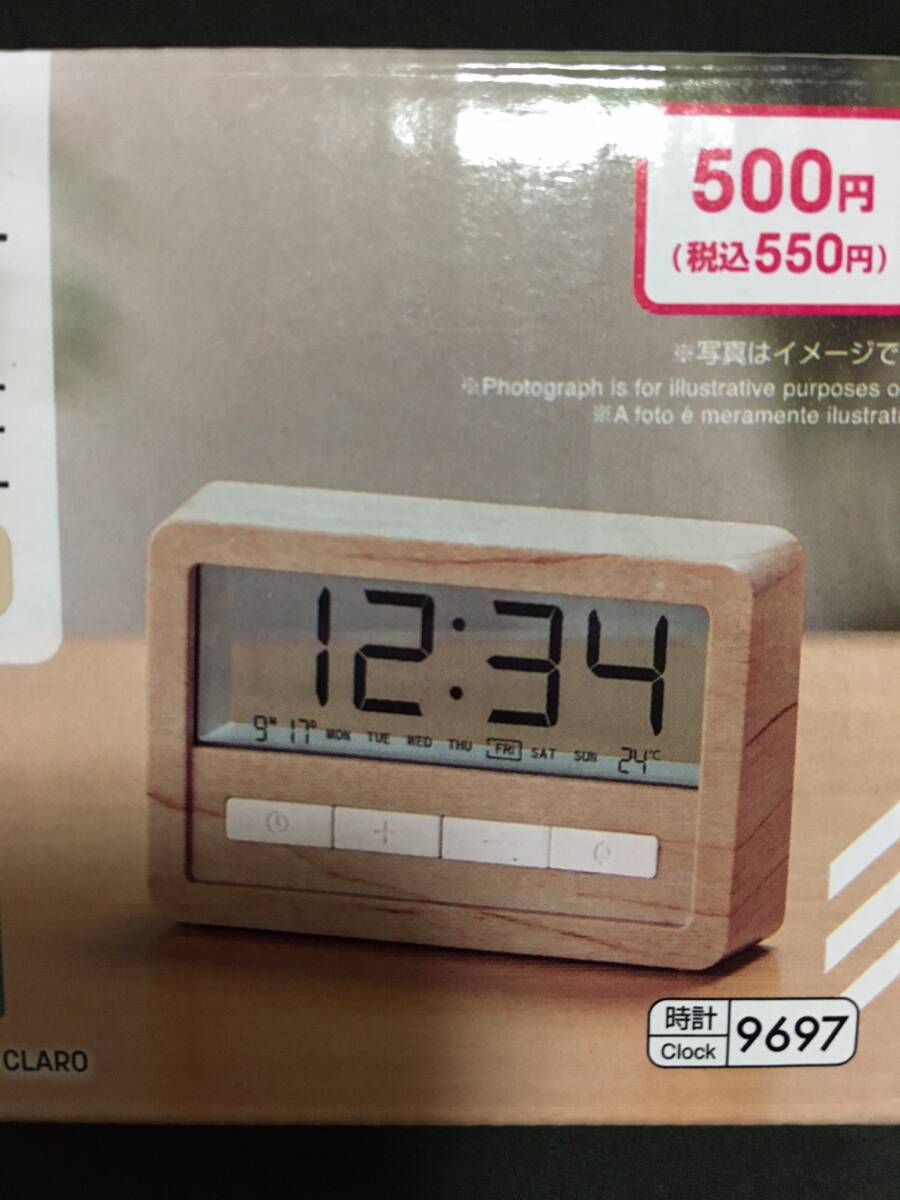 500円
(税込550円)
※写真はイメージで
※Photograph is for illustrative purposes
※A foto é meramente
12:34
9M 17D MON TUE WED THU FRI SAT SUN 24°C
時計
Clock
9697
CLARO